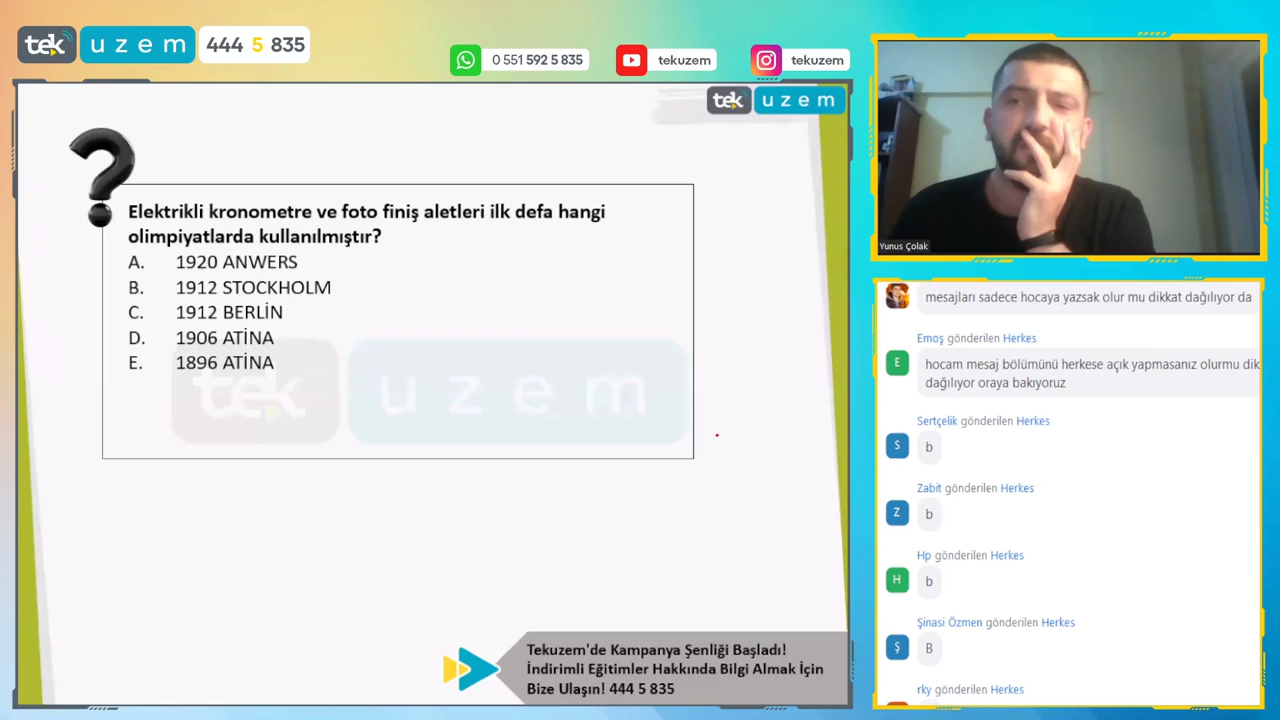 tek uzem 444 5 835
0 551 592 5 835
tekuzem
tekuzem
tek uzem
Elektrikli kronometre ve foto finiş aletleri ilk defa hangi
olimpiyatlarda kullanılmıştır?
A. 1920 ANWERS
B. 1912 STOCKHOLM
C. 1912 BERLİN
D. 1906 ATİNA
E. 1896 ATİNA
tek uzem
Tekuzem'de Kampanya Şenliği Başladı!
İndirimli Eğitimler Hakkında Bilgi Almak İçin
Bize Ulaşın! 444 5 835
Yunus Çolak
mesajları sadece hocaya yazsak olur mu dikkat dağılıyor da
Emoş gönderilen Herkes
E
hocam mesaj bölümünü herkese açık yapmasanız olurmu dik
dağılıyor oraya bakıyoruz
Sertçelik gönderilen Herkes
S b
Zabit gönderilen Herkes
Z b
Hp gönderilen Herkes
H b
Şinasi Özmen gönderilen Herkes
Ş B
rky gönderilen Herkes